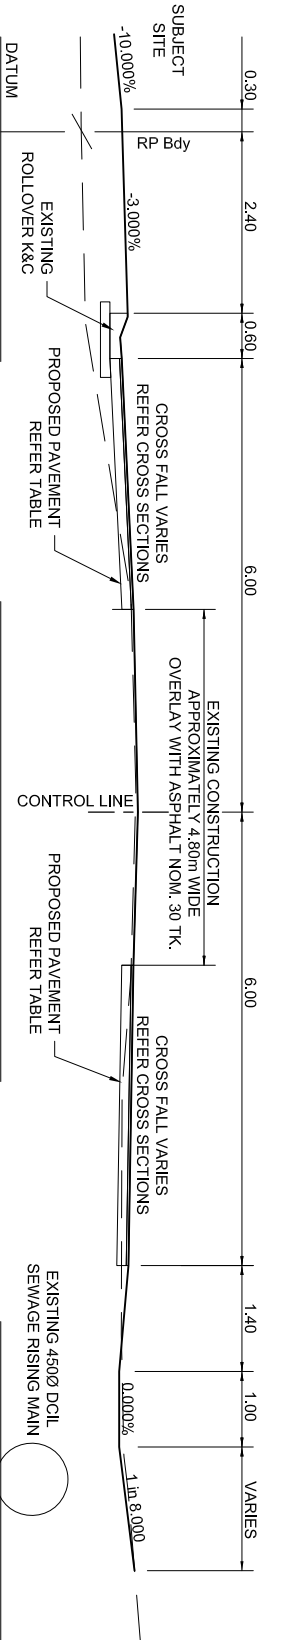 0.30
2.40
0.60
6.00
6.00
1.40
1.00
VARIES
SUBJECT
SITE
-10.000%
RP Bdy
-3.000%
CROSS FALL VARIES
REFER CROSS SECTIONS
EXISTING CONSTRUCTION
APPROXIMATELY 4.80m WIDE
OVERLAY WITH ASPHALT NOM. 30 TK.
CROSS FALL VARIES
REFER CROSS SECTIONS
0.000%
1 in 8.000
CONTROL LINE
EXISTING
ROLLOVER K&C
PROPOSED PAVEMENT
REFER TABLE
PROPOSED PAVEMENT
REFER TABLE
EXISTING 450Ø DCIL
SEWAGE RISING MAIN
DATUM